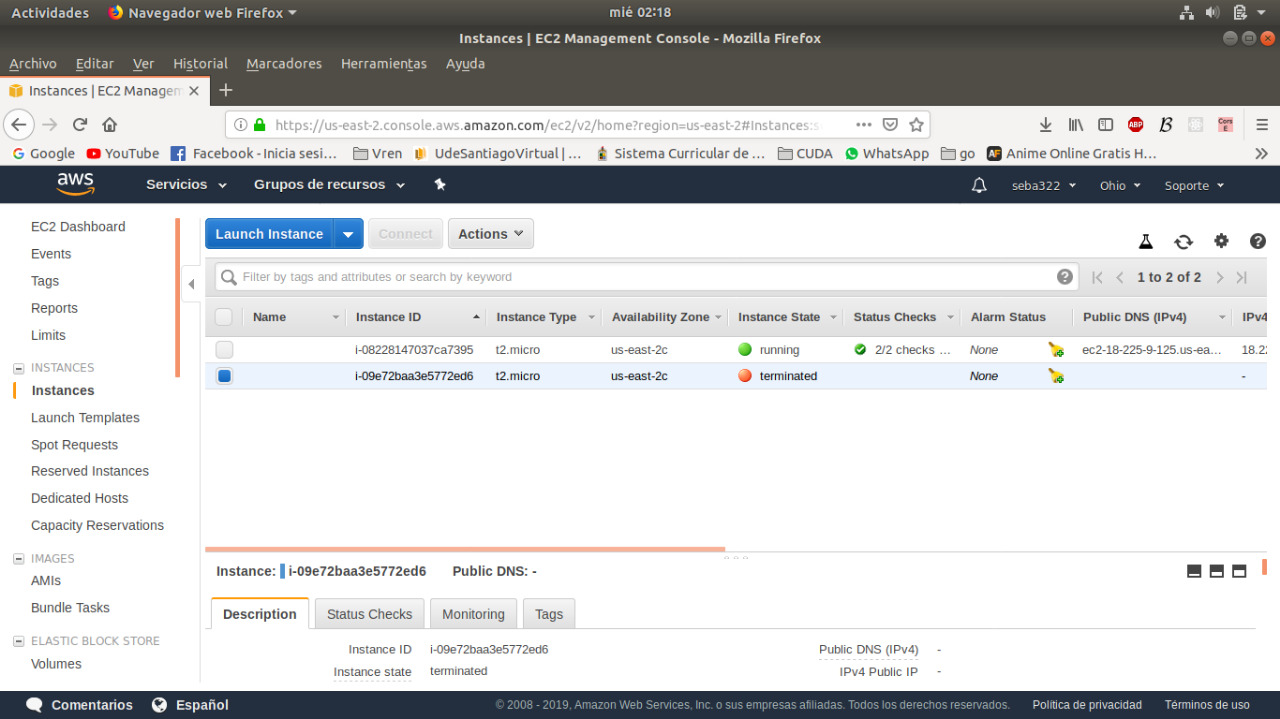 Actividades Navegador web Firefox mié 02:18
Instances | EC2 Management Console - Mozilla Firefox
Archivo Editar Ver Historial Marcadores Herramientas Ayuda
Instances | EC2 Managem
https://us-east-2.console.aws.amazon.com/ec2/v2/home?region=us-east-2#Instances:s
ABP
Google YouTube Facebook - Inicia sesi… Vren UdeSantiagoVirtual | … Sistema Curricular de … CUDA WhatsApp go AF Anime Online Gratis H…
aws Servicios Grupos de recursos seba322 Ohio Soporte
EC2 Dashboard
Events
Tags
Reports
Limits
INSTANCES
Instances
Launch Templates
Spot Requests
Reserved Instances
Dedicated Hosts
Capacity Reservations
IMAGES
AMIs
Bundle Tasks
ELASTIC BLOCK STORE
Volumes
Launch Instance Connect Actions
Filter by tags and attributes or search by keyword 1 to 2 of 2
Name Instance ID Instance Type Availability Zone Instance State Status Checks Alarm Status Public DNS (IPv4) IPv4
i-08228147037ca7395 t2.micro us-east-2c running 2/2 checks … None ec2-18-225-9-125.us-ea… 18.22
i-09e72baa3e5772ed6 t2.micro us-east-2c terminated None -
Instance: i-09e72baa3e5772ed6 Public DNS: -
Description Status Checks Monitoring Tags
Instance ID i-09e72baa3e5772ed6 Public DNS (IPv4) -
Instance state terminated IPv4 Public IP -
Comentarios Español © 2008 - 2019, Amazon Web Services, Inc. o sus empresas afiliadas. Todos los derechos reservados. Política de privacidad Términos de uso